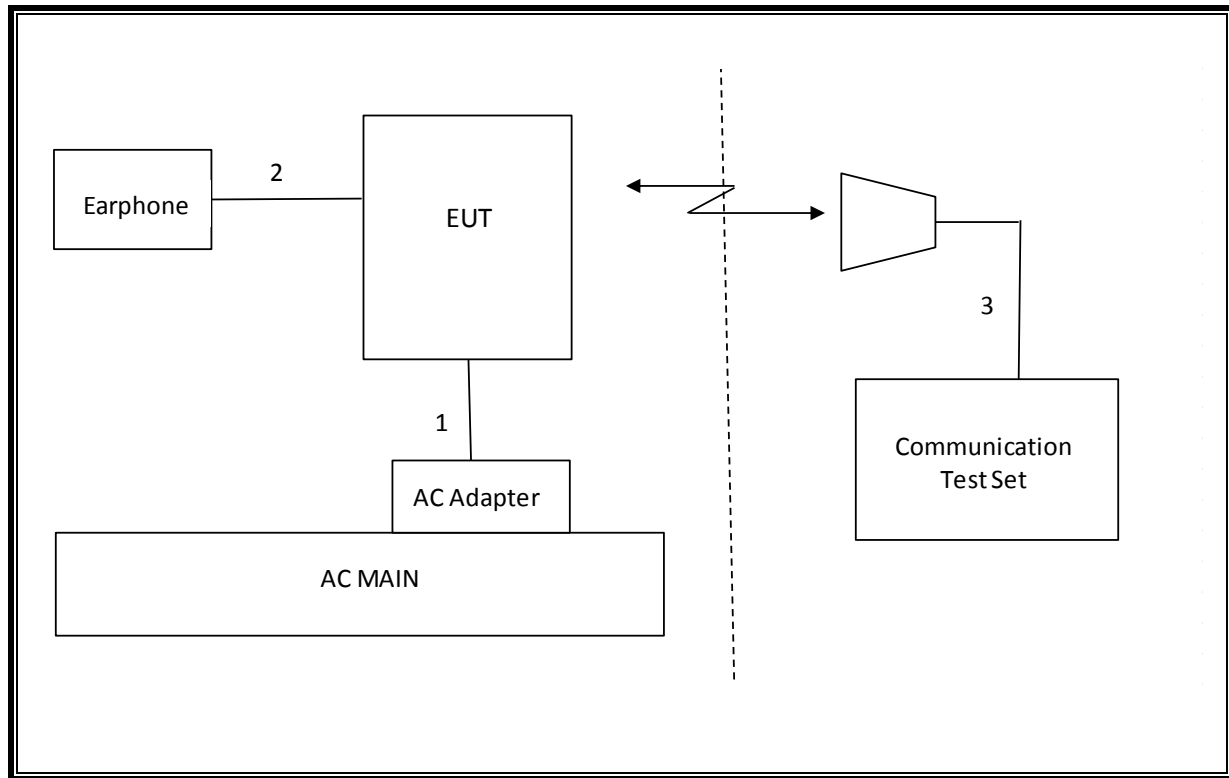 2
Earphone
EUT
3
1
Communication
Test Set
AC Adapter
AC MAIN